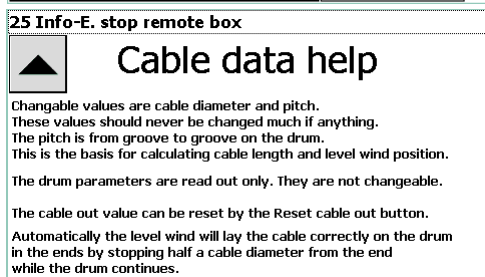 25 Info-E. stop remote box
Cable data help
Changable values are cable diameter and pitch.
These values should never be changed much if anything.
The pitch is from groove to groove on the drum.
This is the basis for calculating cable length and level wind position.
The drum parameters are read out only. They are not changeable.
The cable out value can be reset by the Reset cable out button.
Automatically the level wind will lay the cable correctly on the drum
in the ends by stopping half a cable diameter from the end
while the drum continues.